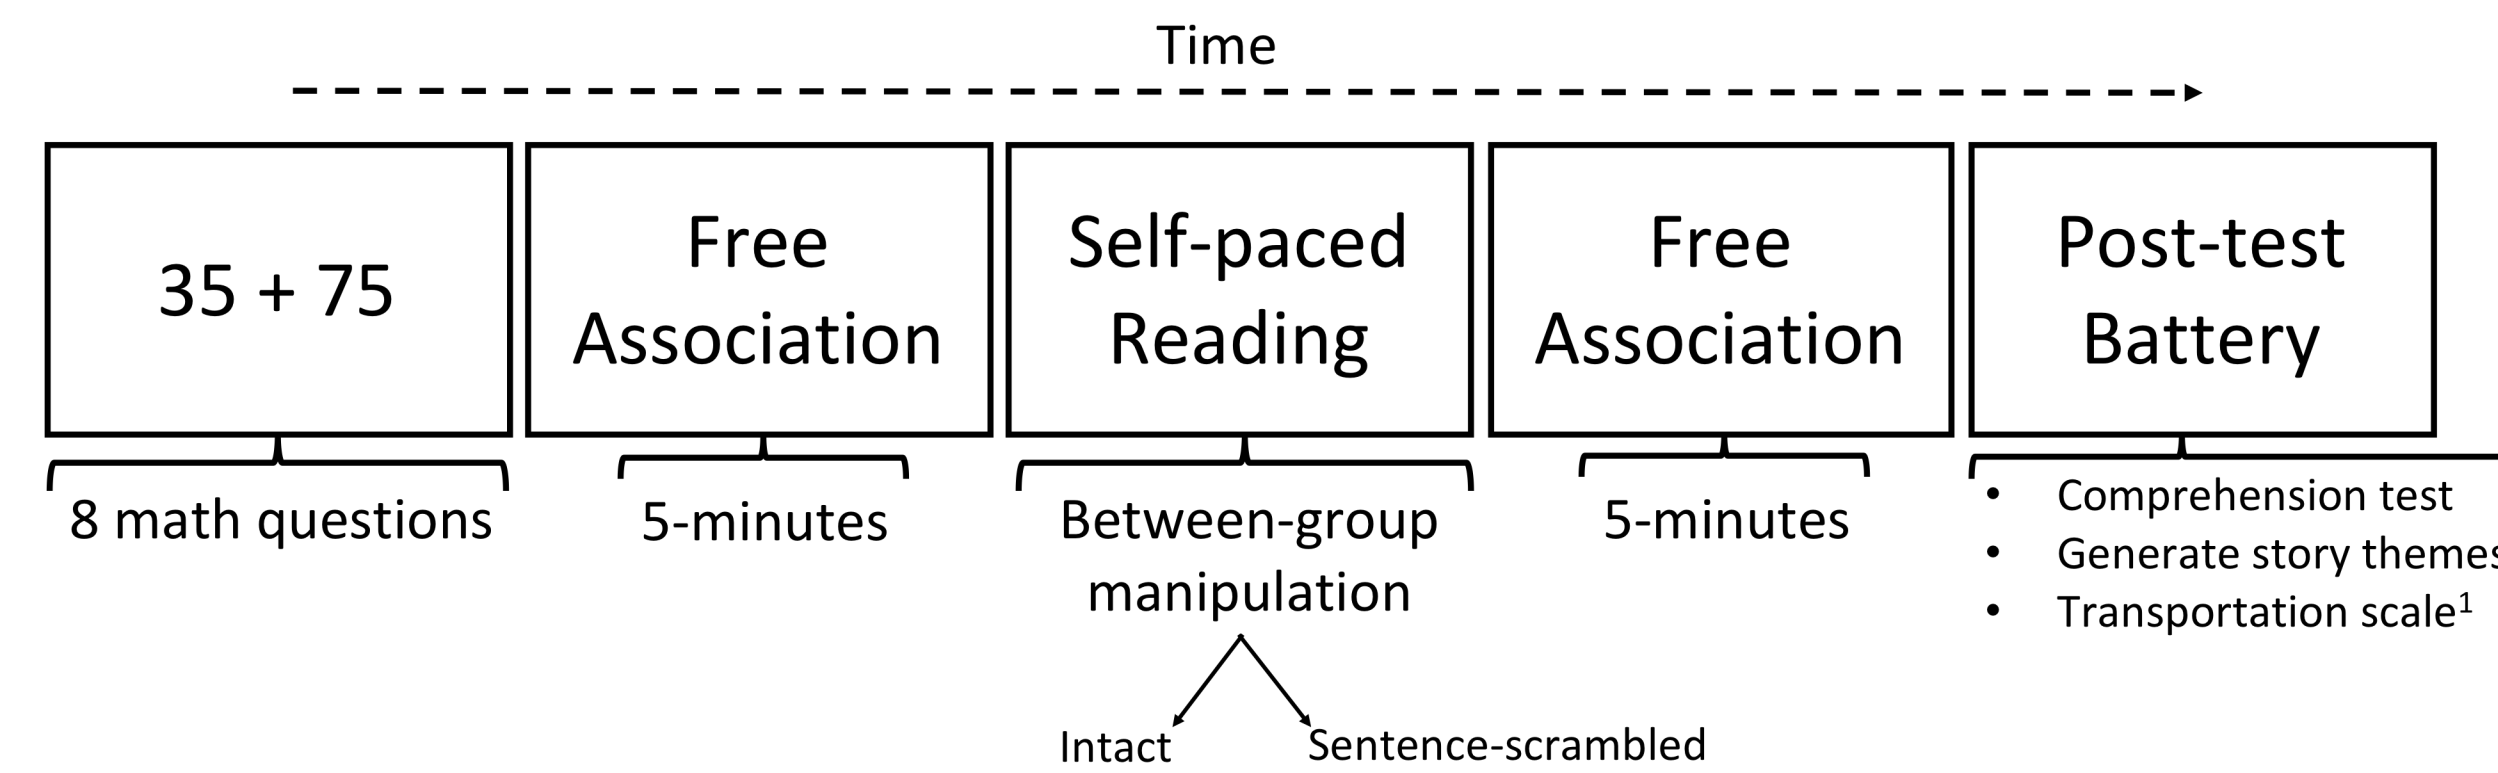 Time
35 + 75
Free
Association
Self-paced
Reading
Free
Association
Post-test
Battery
8 math questions
5-minutes
Between-group
manipulation
5-minutes
• Comprehension test
• Generate story themes
• Transportation scale¹
Intact
Sentence-scrambled